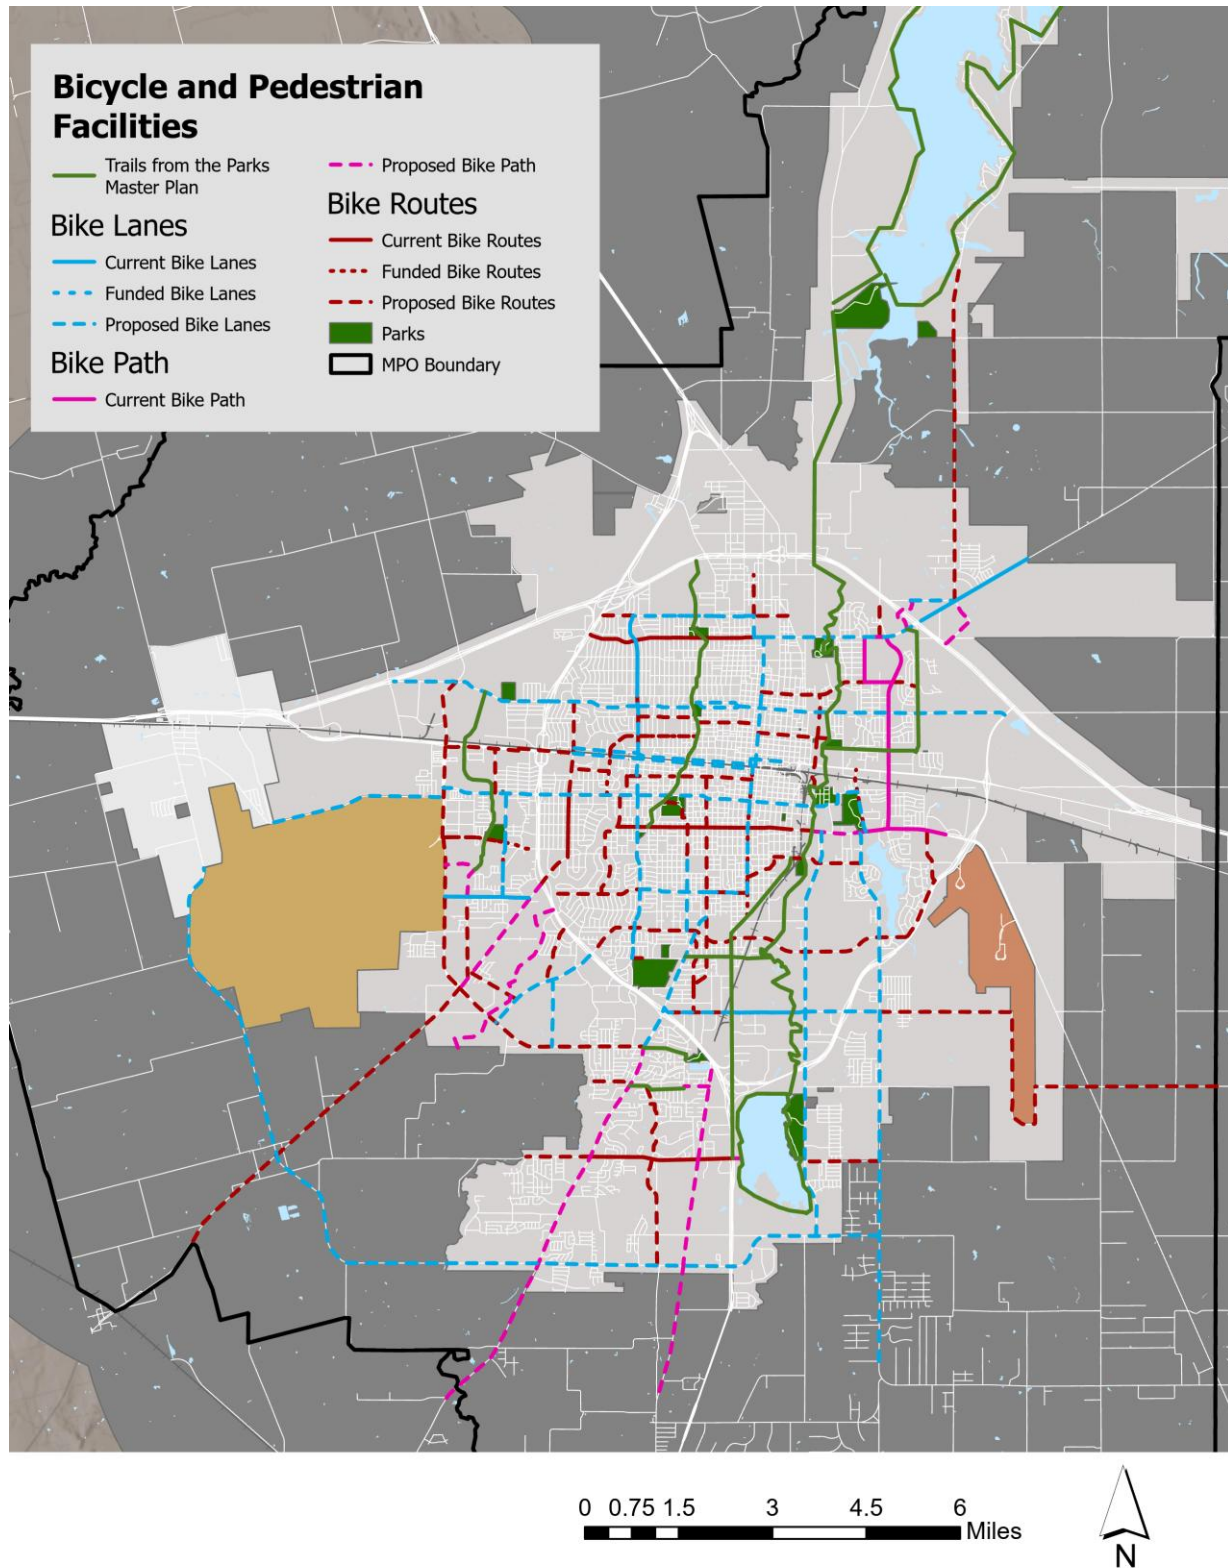 Bicycle and Pedestrian
Facilities
Trails from the Parks
Master Plan
Bike Lanes
Current Bike Lanes
Funded Bike Lanes
Proposed Bike Lanes
Bike Path
Current Bike Path
Proposed Bike Path
Bike Routes
Current Bike Routes
Funded Bike Routes
Proposed Bike Routes
Parks
MPO Boundary
0 0.75 1.5 3 4.5 6
Miles
N